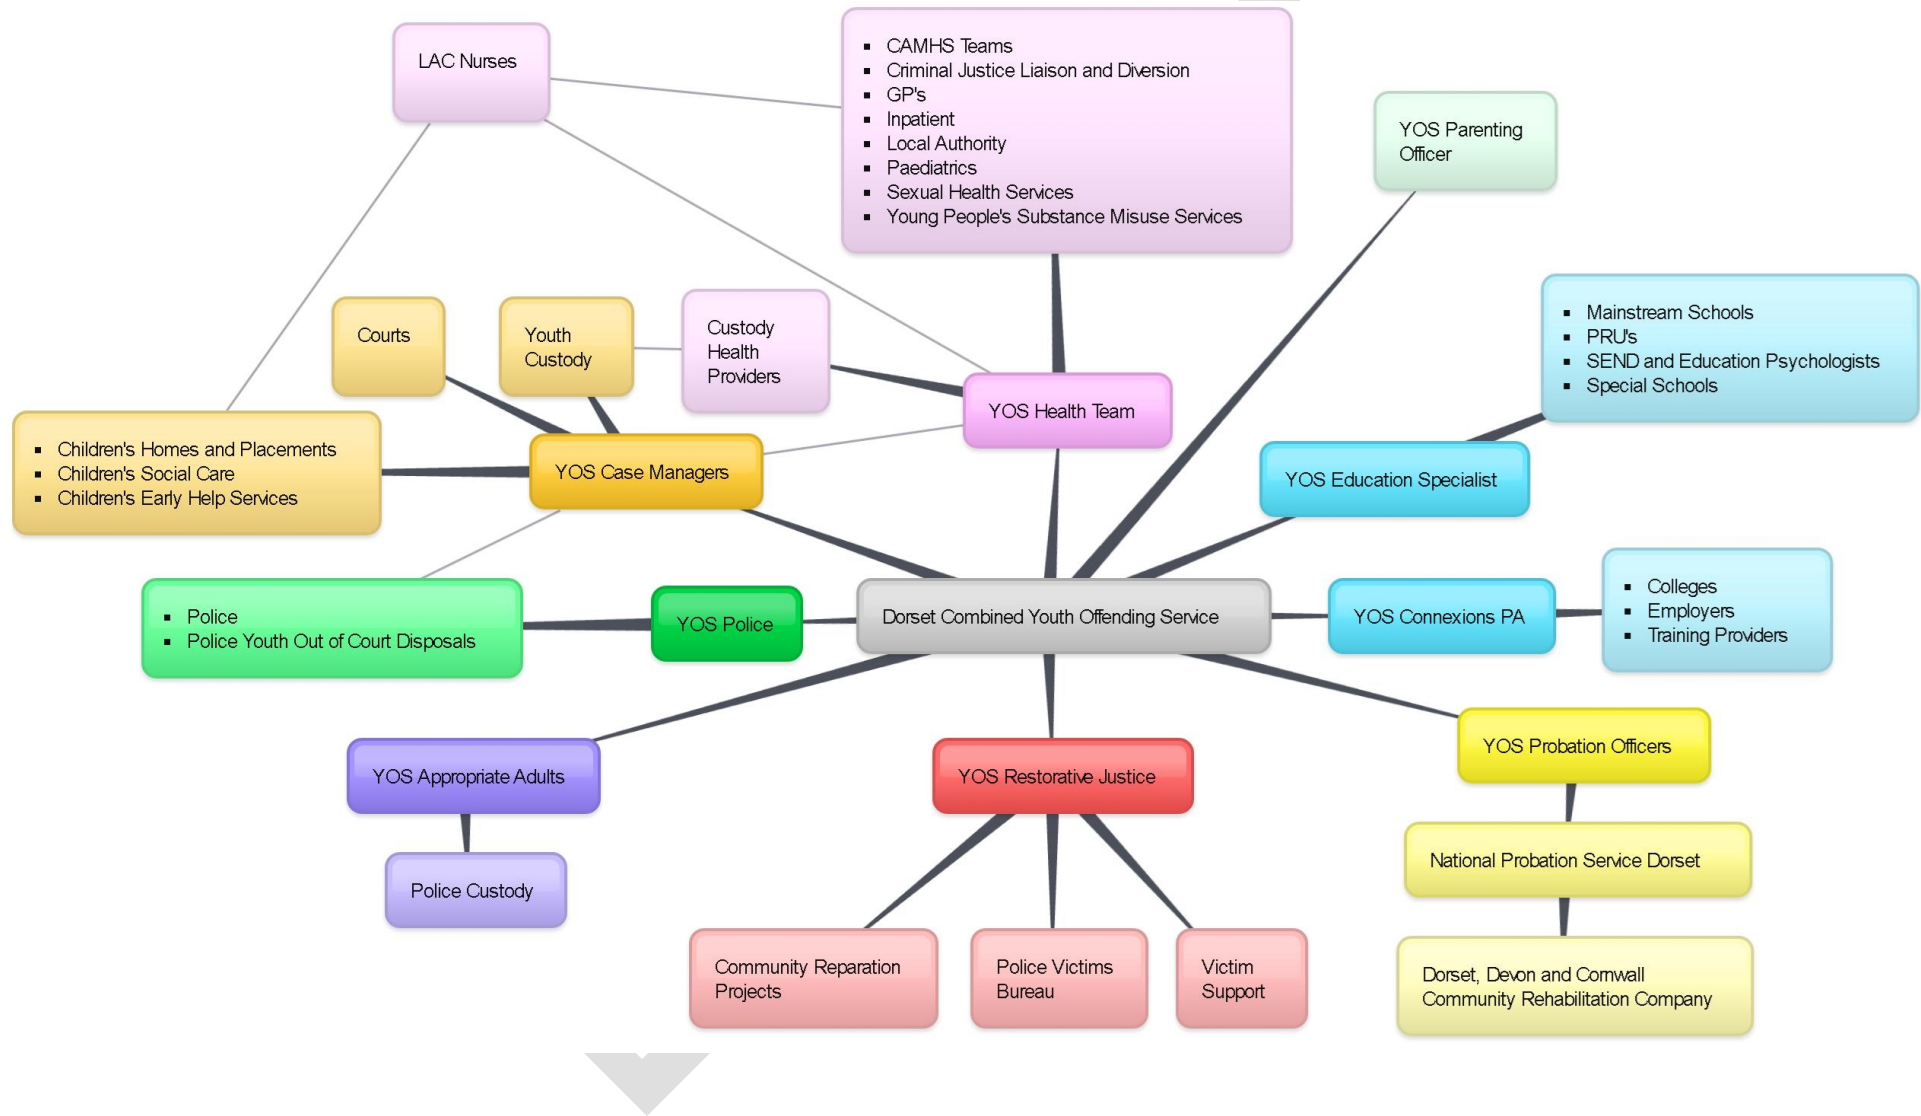 LAC Nurses
▪ CAMHS Teams
▪ Criminal Justice Liaison and Diversion
▪ GP's
▪ Inpatient
▪ Local Authority
▪ Paediatrics
▪ Sexual Health Services
▪ Young People's Substance Misuse Services
YOS Parenting
Officer
Courts
Youth
Custody
Custody
Health
Providers
▪ Mainstream Schools
▪ PRU's
▪ SEND and Education Psychologists
▪ Special Schools
YOS Health Team
▪ Children's Homes and Placements
▪ Children's Social Care
▪ Children's Early Help Services
YOS Case Managers
YOS Education Specialist
▪ Police
▪ Police Youth Out of Court Disposals
YOS Police
Dorset Combined Youth Offending Service
YOS Connexions PA
▪ Colleges
▪ Employers
▪ Training Providers
YOS Appropriate Adults
YOS Restorative Justice
YOS Probation Officers
Police Custody
National Probation Service Dorset
Community Reparation
Projects
Police Victims
Bureau
Victim
Support
Dorset, Devon and Cornwall
Community Rehabilitation Company